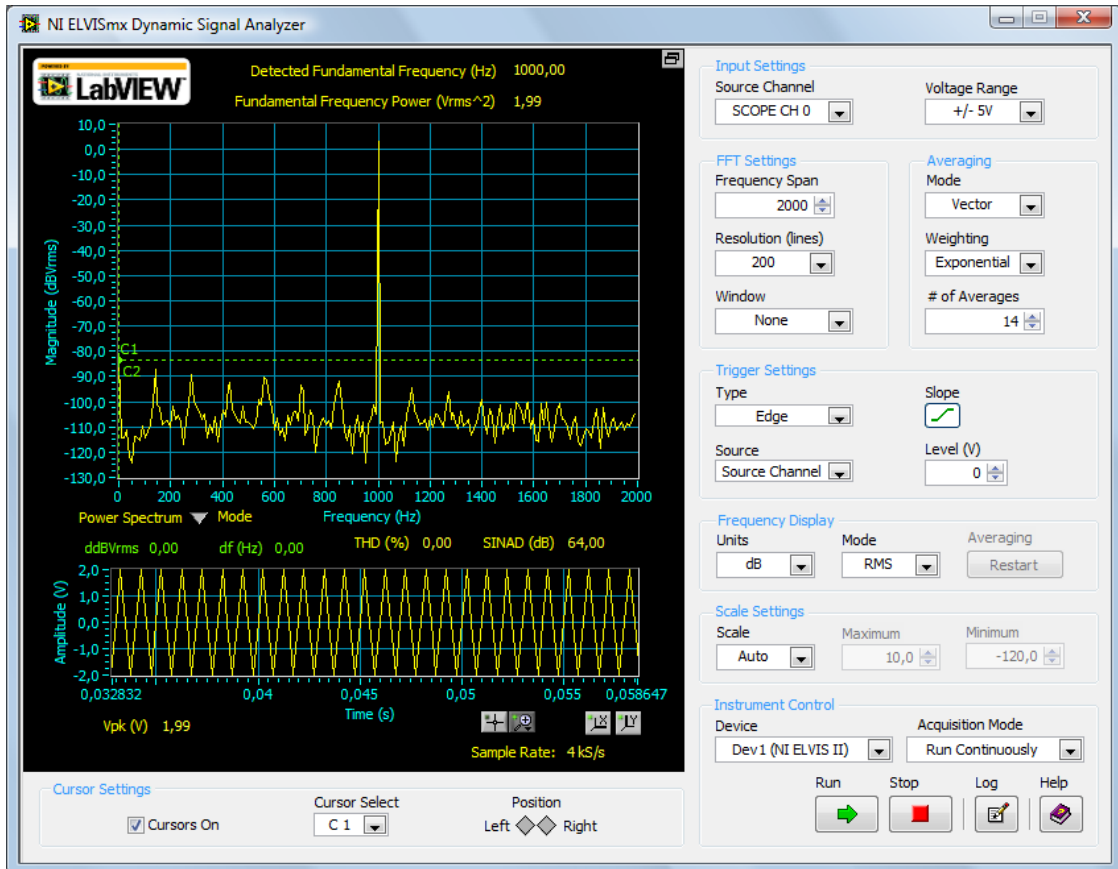 NI ELVISmx Dynamic Signal Analyzer
POWERED BY
NATIONAL INSTRUMENTS
LabVIEW
Detected Fundamental Frequency (Hz) 1000,00
Fundamental Frequency Power (Vrms^2) 1,99
Magnitude (dBVrms)
10,0
0,0
-10,0
-20,0
-30,0
-40,0
-50,0
-60,0
-70,0
-80,0
-90,0
-100,0
-110,0
-120,0
-130,0
C1
C2
0 200 400 600 800 1000 1200 1400 1600 1800 2000
Power Spectrum Mode Frequency (Hz)
ddBVrms 0,00 df (Hz) 0,00 THD (%) 0,00 SINAD (dB) 64,00
Amplitude (V)
2,0
1,0
0,0
-1,0
-2,0
0,032832 0,04 0,045 0,05 0,055 0,058647
Time (s)
Vpk (V) 1,99
Sample Rate: 4 kS/s
Cursor Settings
Cursors On
Cursor Select
C 1
Position
Left Right
Input Settings
Source Channel Voltage Range
SCOPE CH 0 +/- 5V
FFT Settings
Frequency Span
2000
Resolution (lines)
200
Window
None
Averaging
Mode
Vector
Weighting
Exponential
# of Averages
14
Trigger Settings
Type Slope
Edge
Source Level (V)
Source Channel 0
Frequency Display
Units Mode Averaging
dB RMS Restart
Scale Settings
Scale Maximum Minimum
Auto 10,0 -120,0
Instrument Control
Device Acquisition Mode
Dev1 (NI ELVIS II) Run Continuously
Run Stop Log Help